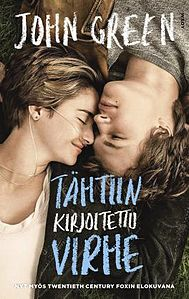 JOHN GREEN
TÄHTIIN
KIRJOITETTU
VIRHE
NYT MYÖS TWENTIETH CENTURY FOXIN ELOKUVANA